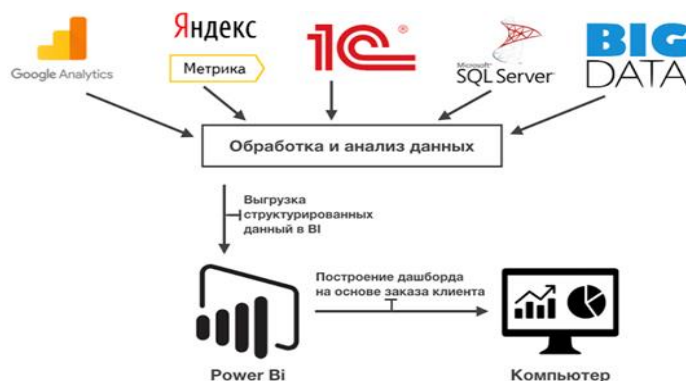 Google Analytics
Яндекс
Метрика
1С®
Microsoft®
SQL Server®
BIG
DATA
Обработка и анализ данных
Выгрузка
структурированных
данный в BI
Построение дашборда
на основе заказа клиента
Power Bi
Компьютер